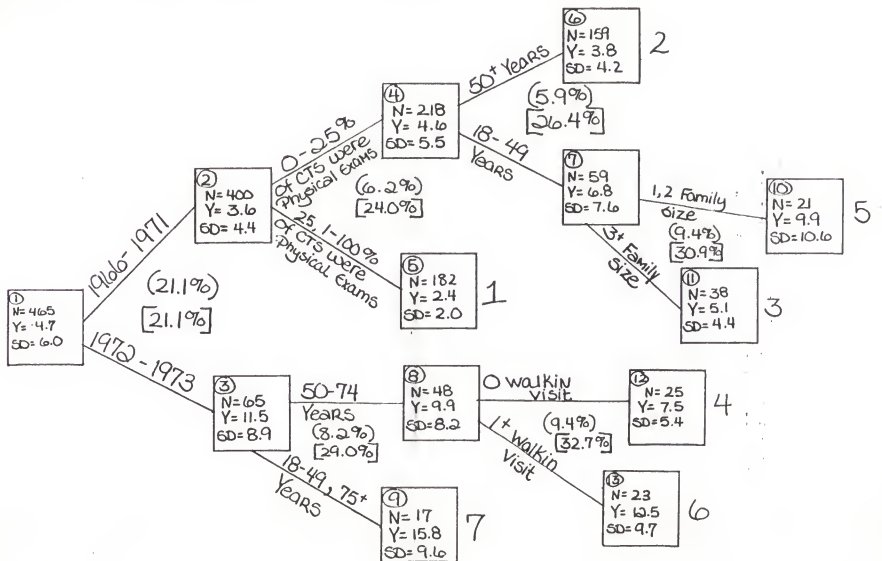 ①
N=465
Y=4.7
SD=6.0
1966-1971
(21.1%)
[21.1%]
1972-1973
②
N=400
Y=3.6
SD=4.4
0-25%
of CTS were
Physical Exams
(6.2%)
[24.0%]
25.1-100%
of CTS were
Physical Exams
③
N=65
Y=11.5
SD=8.9
50-74
Years
(8.2%)
[29.0%]
18-49, 75+
Years
④
N=218
Y=4.6
SD=5.5
50+ Years
(5.9%)
[26.4%]
18-49
Years
⑤
N=182
Y=2.4
SD=2.0
1
⑥
N=159
Y=3.8
SD=4.2
2
⑦
N=59
Y=6.8
SD=7.6
1,2 Family
Size
(9.4%)
[30.9%]
3+ Family
Size
⑧
N=48
Y=9.9
SD=8.2
0 Walkin
Visit
(9.4%)
[32.7%]
1+ Walkin
Visit
⑨
N=17
Y=15.8
SD=9.6
7
⑩
N=21
Y=9.9
SD=10.6
5
⑪
N=38
Y=5.1
SD=4.4
3
N=25
Y=7.5
SD=5.4
4
⑬
N=23
Y=12.5
SD=9.7
6